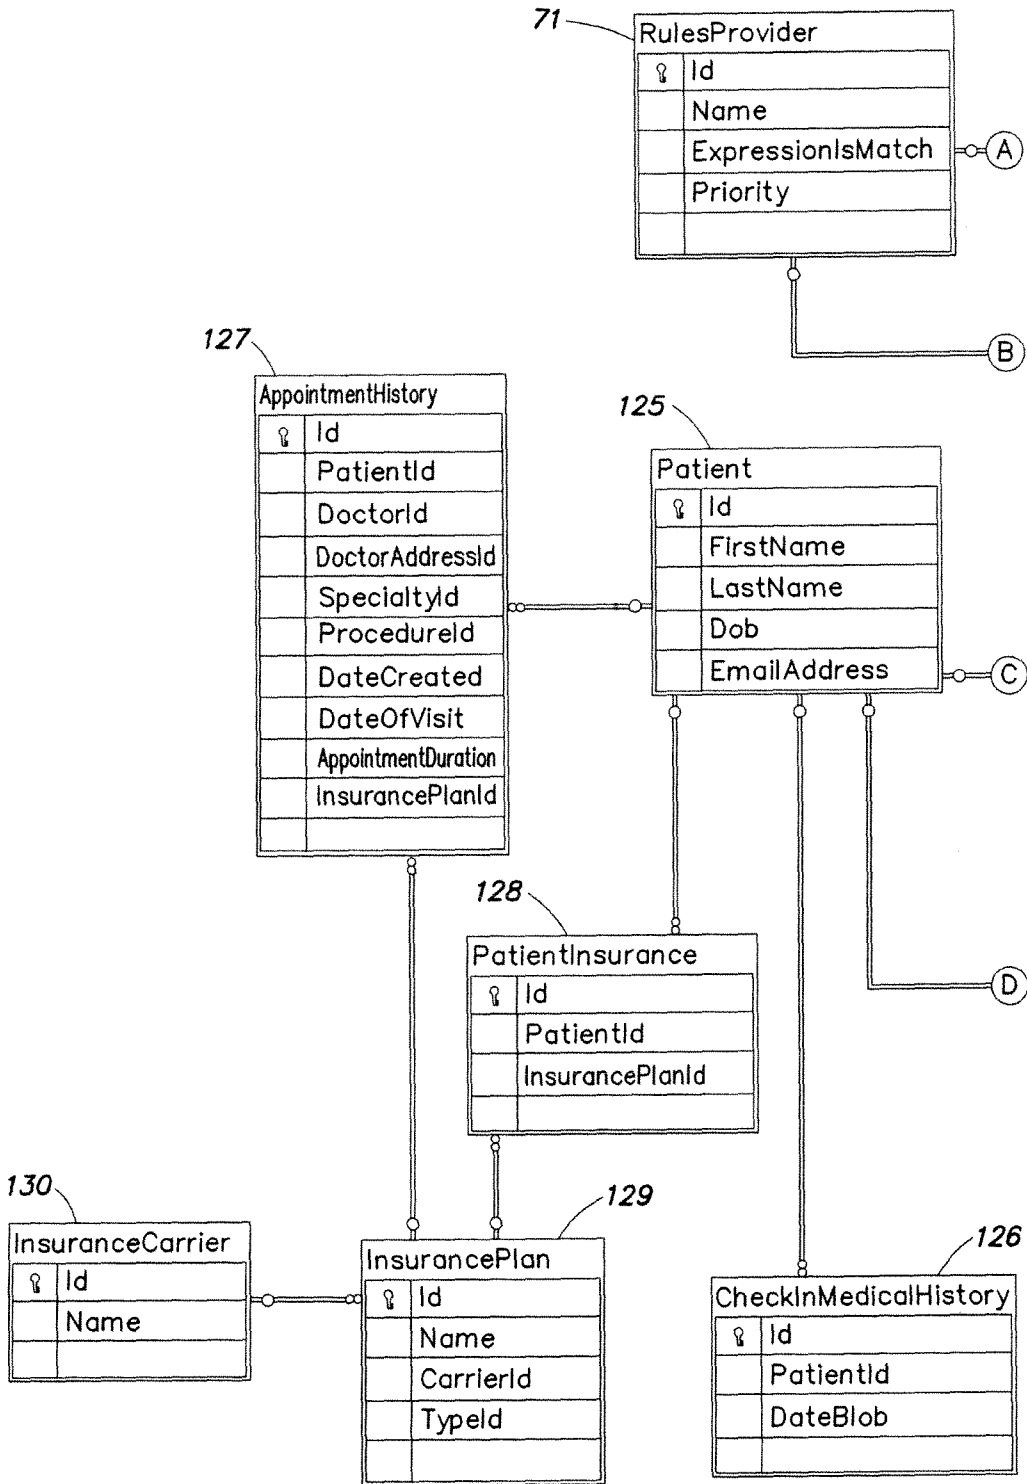 71
RulesProvider
Id
Name
ExpressionIsMatch
Priority
A
B
127
AppointmentHistory
Id
PatientId
DoctorId
DoctorAddressId
SpecialtyId
ProcedureId
DateCreated
DateOfVisit
AppointmentDuration
InsurancePlanId
125
Patient
Id
FirstName
LastName
Dob
EmailAddress
C
D
128
PatientInsurance
Id
PatientId
InsurancePlanId
130
InsuranceCarrier
Id
Name
129
InsurancePlan
Id
Name
CarrierId
TypeId
126
CheckInMedicalHistory
Id
PatientId
DateBlob